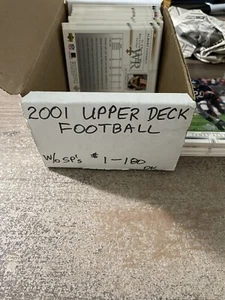 2001 UPPER DECK
FOOTBALL
W/O SP'S # 1-180